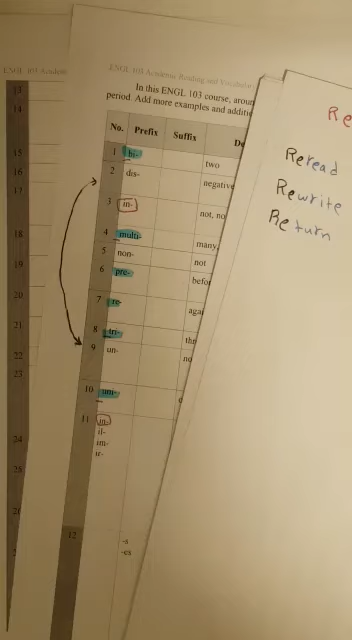 ENGL 103 Academic Reading and Vocabulary
In this ENGL 103 course, aroun
period. Add more examples and additi
No. Prefix Suffix De
1 bi- two
2 dis- negative
3 in- not, no
4 multi- many,
5 non- not
6 pre- befor
7 re- aga
8 tri- thr
9 un- no
10 uni-
11 in-
il-
im-
ir-
12 -s
-es
ENGL 103 Academ
13
14
15
16
17
18
19
20
21
22
23
24
25
Re
Reread
Rewrite
Return